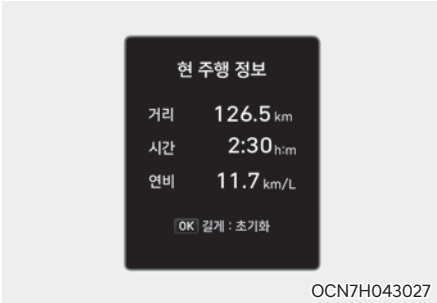 현 주행 정보
거리 126.5 km
시간 2:30 h:m
연비 11.7 km/L
OK 길게 : 초기화
OCN7H043027